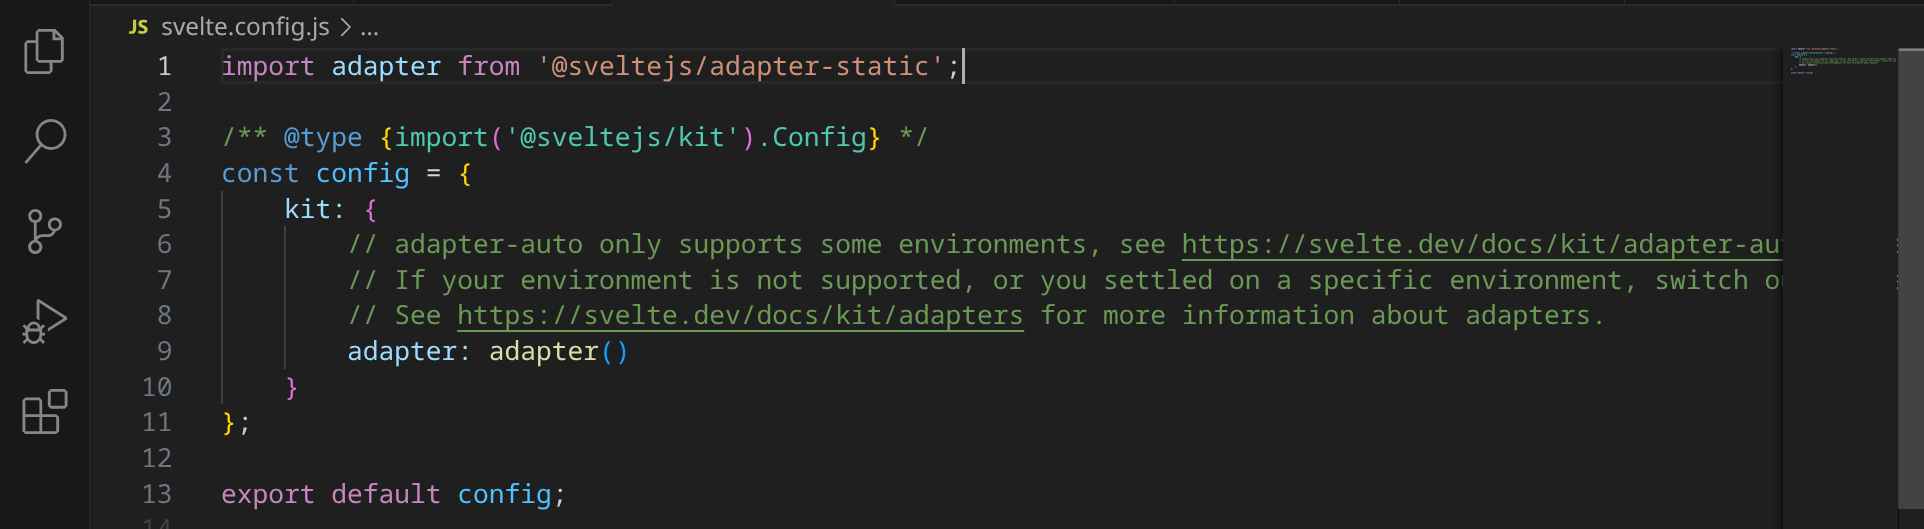 JS svelte.config.js > ...
1 import adapter from '@sveltejs/adapter-static';
2
3 /** @type {import('@sveltejs/kit').Config} */
4 const config = {
5 kit: {
6 // adapter-auto only supports some environments, see https://svelte.dev/docs/kit/adapter-au
7 // If your environment is not supported, or you settled on a specific environment, switch
8 // See https://svelte.dev/docs/kit/adapters for more information about adapters.
9 adapter: adapter()
10 }
11 };
12
13 export default config;
14